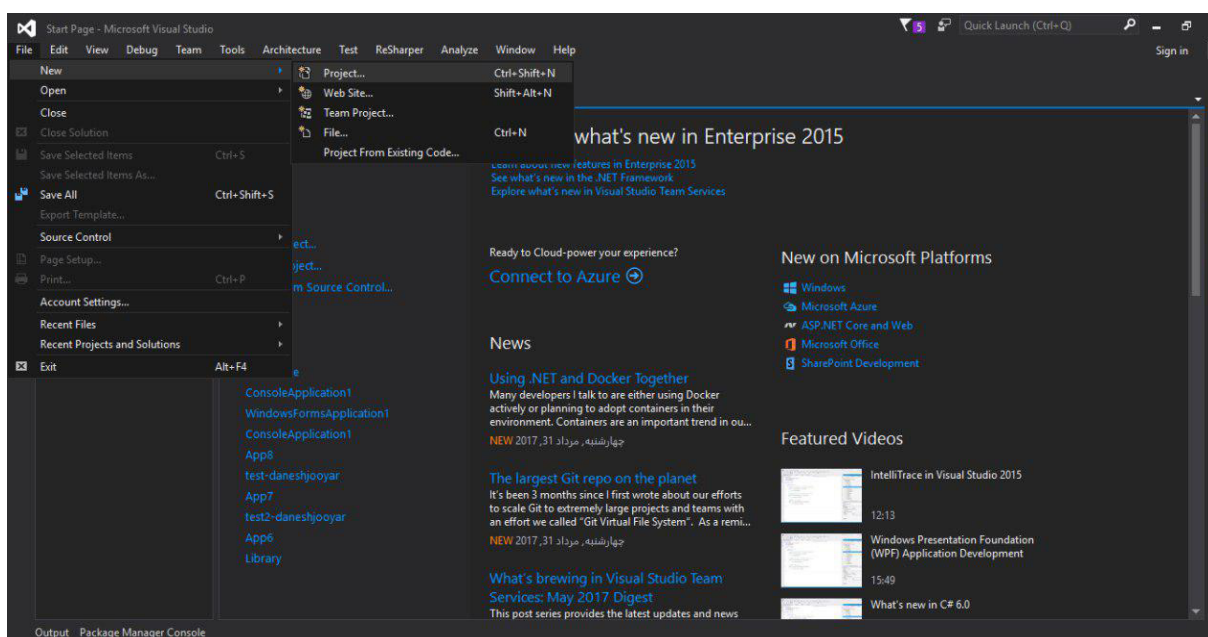 Start Page - Microsoft Visual Studio
5
Quick Launch (Ctrl+Q)
File Edit View Debug Team Tools Architecture Test ReSharper Analyze Window Help
Sign in
New
Open
Close
Close Solution
Save Selected Items Ctrl+S
Save Selected Items As...
Save All Ctrl+Shift+S
Export Template...
Source Control
Page Setup...
Print... Ctrl+P
Account Settings...
Recent Files
Recent Projects and Solutions
Exit Alt+F4
Project... Ctrl+Shift+N
Web Site... Shift+Alt+N
Team Project...
File... Ctrl+N
Project From Existing Code...
ect...
ject...
m Source Control...
e
ConsoleApplication1
WindowsFormsApplication1
ConsoleApplication1
App8
test-daneshjooyar
App7
test2-daneshjooyar
App6
Library
what's new in Enterprise 2015
Learn about new features in Enterprise 2015
See what's new in the .NET Framework
Explore what's new in Visual Studio Team Services
Ready to Cloud-power your experience?
Connect to Azure
News
Using .NET and Docker Together
Many developers I talk to are either using Docker
actively or planning to adopt containers in their
environment. Containers are an important trend in ou...
NEW چهارشنبه, مرداد 31, 2017
The largest Git repo on the planet
It's been 3 months since I first wrote about our efforts
to scale Git to extremely large projects and teams with
an effort we called "Git Virtual File System". As a remi...
NEW چهارشنبه, مرداد 31, 2017
What's brewing in Visual Studio Team
Services: May 2017 Digest
This post series provides the latest updates and news
New on Microsoft Platforms
Windows
Microsoft Azure
ASP.NET Core and Web
Microsoft Office
SharePoint Development
Featured Videos
IntelliTrace in Visual Studio 2015
12:13
Windows Presentation Foundation
(WPF) Application Development
15:49
What's new in C# 6.0
Output Package Manager Console